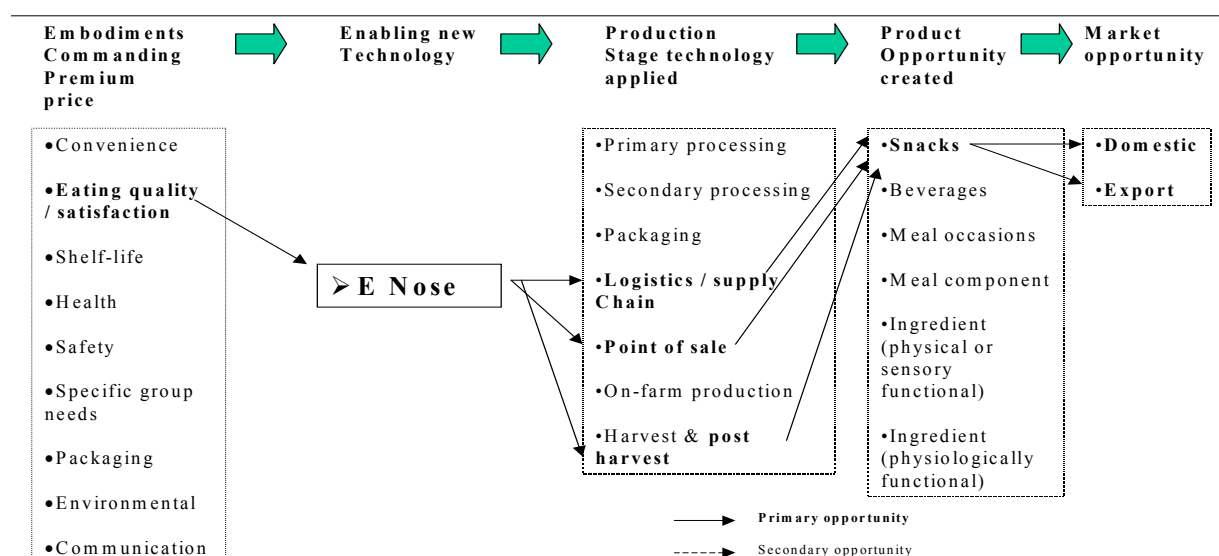 Embodiments
Commanding
Premium
price
Enabling new
Technology
Production
Stage technology
applied
Product
Opportunity
created
Market
opportunity
•Convenience
•Eating quality
/ satisfaction
•Shelf-life
•Health
•Safety
•Specific group
needs
•Packaging
•Environmental
•Communication
➢ E Nose
•Primary processing
•Secondary processing
•Packaging
•Logistics / supply
Chain
•Point of sale
•On-farm production
•Harvest & post
harvest
•Snacks
•Beverages
•Meal occasions
•Meal component
•Ingredient
(physical or
sensory
functional)
•Ingredient
(physiologically
functional)
•Domestic
•Export
Primary opportunity
Secondary opportunity